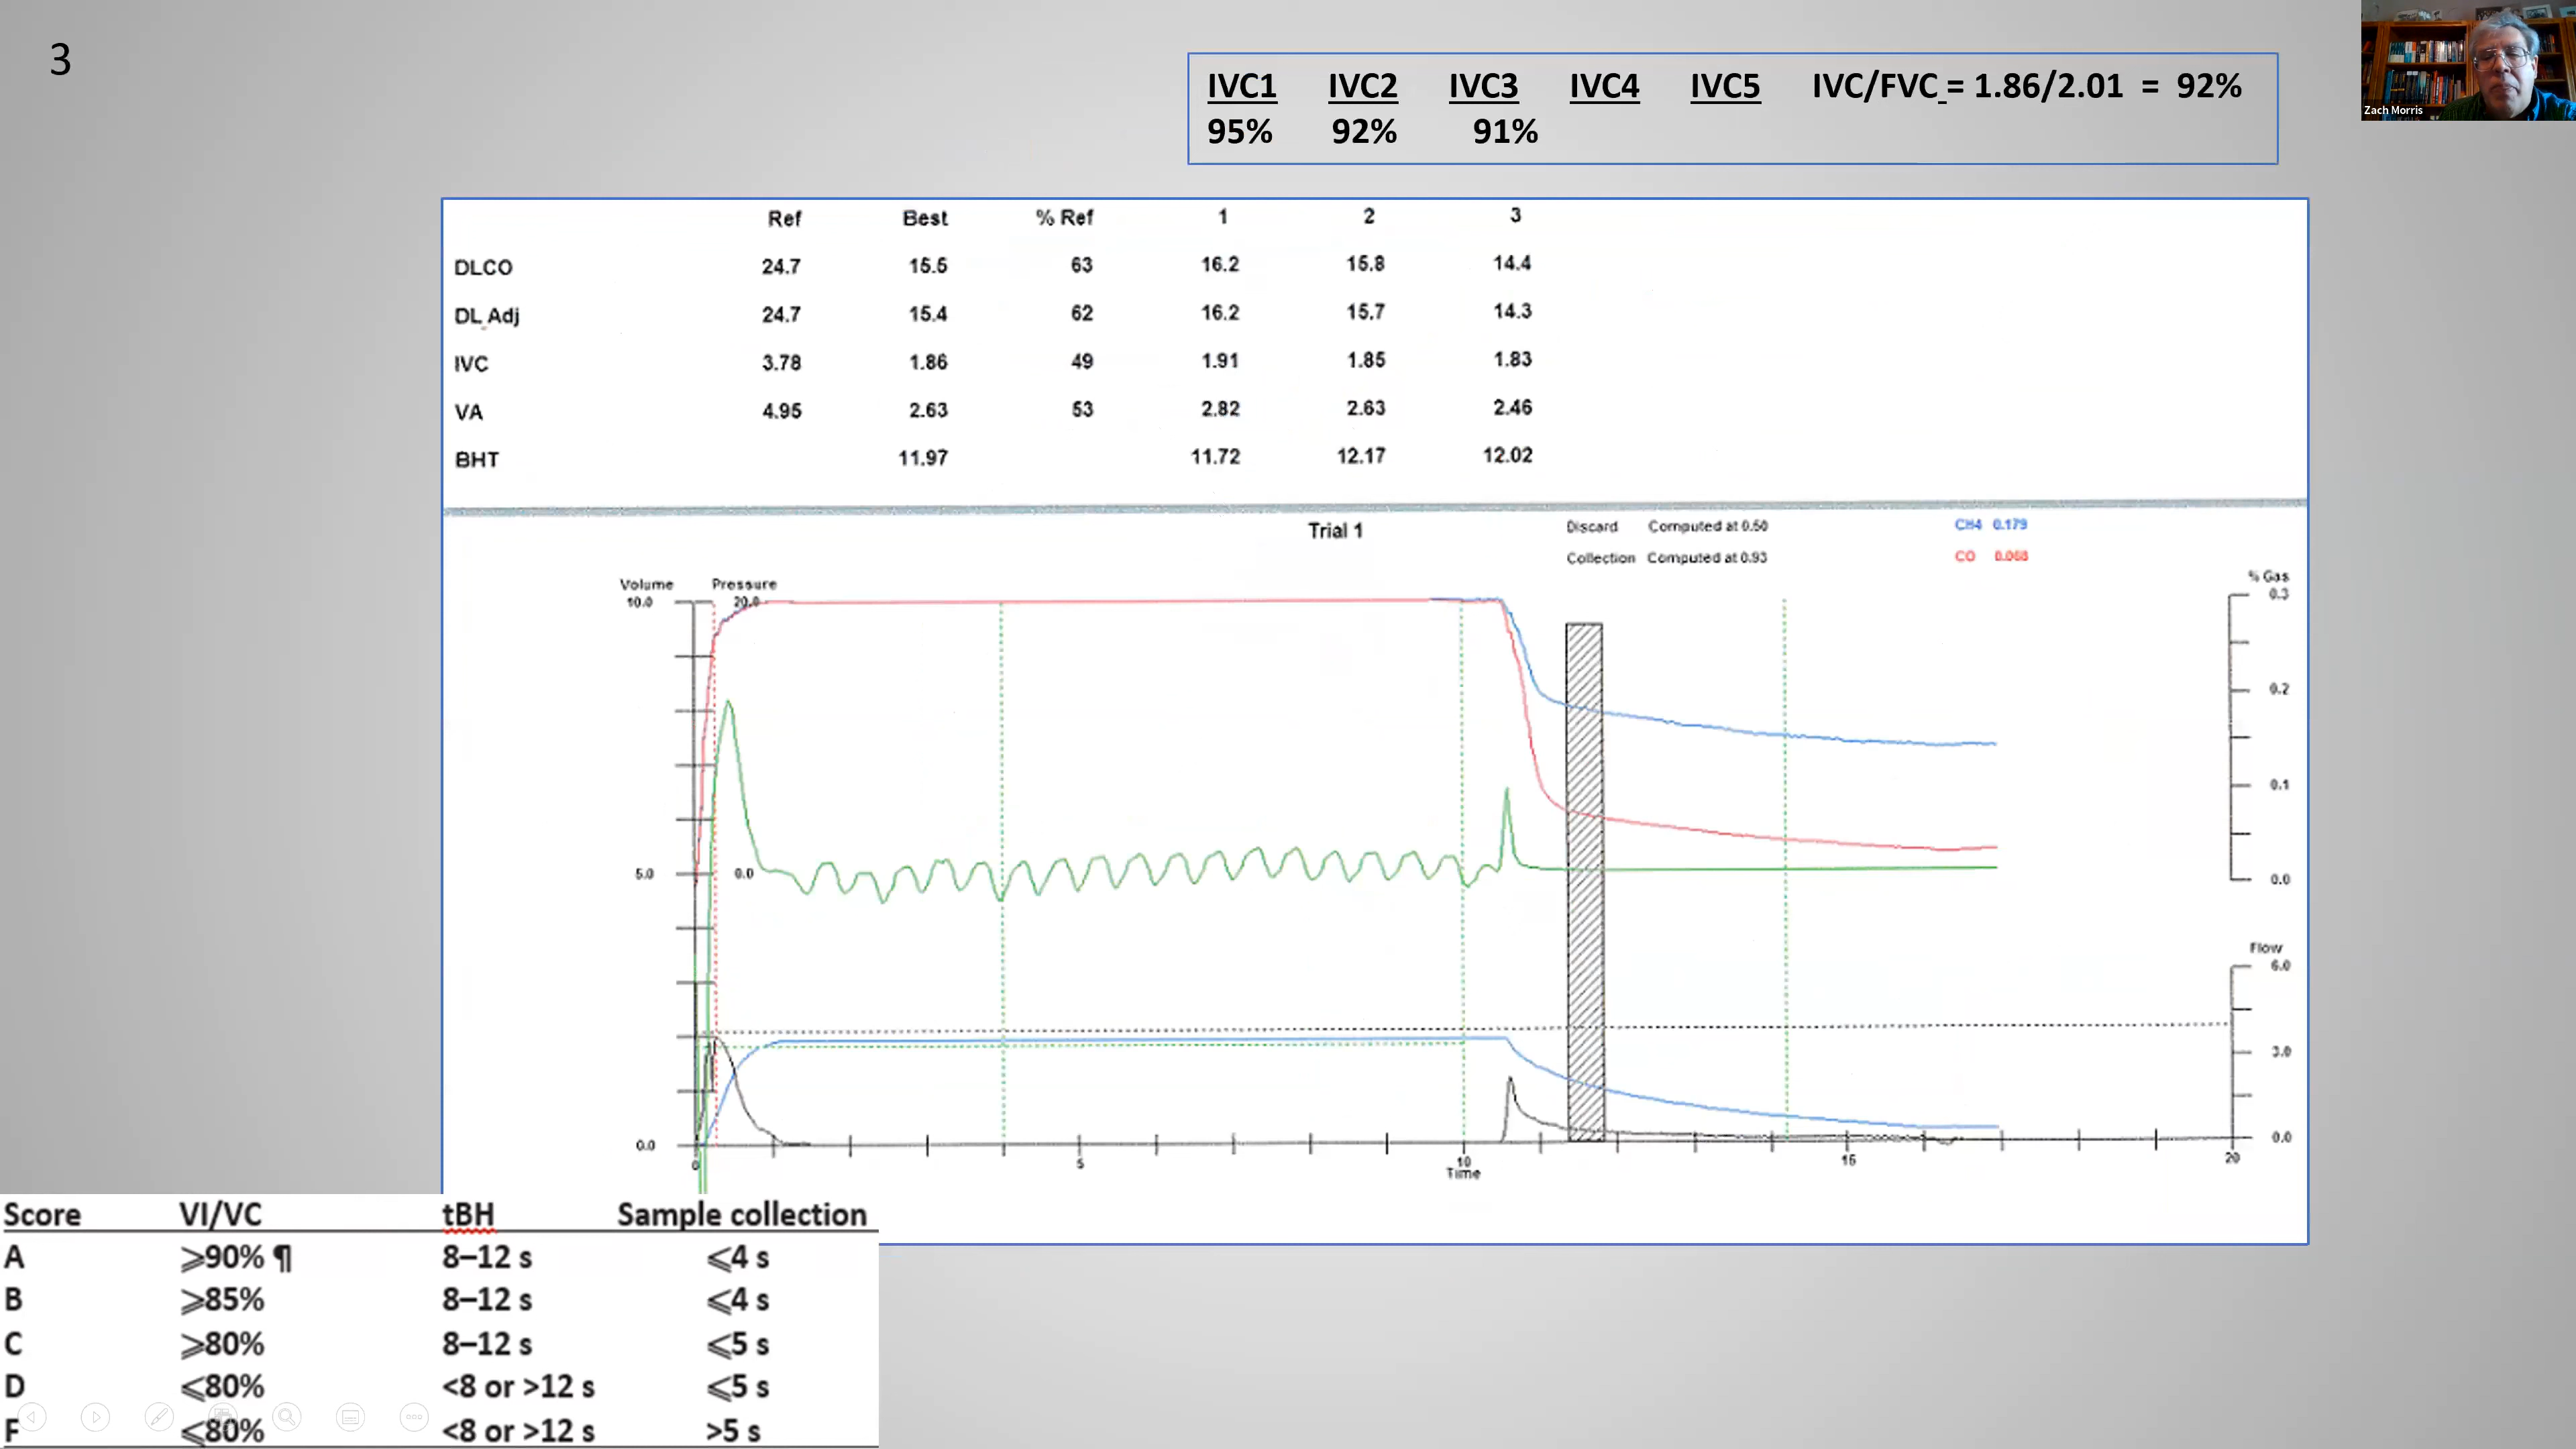 3
IVC1 IVC2 IVC3 IVC4 IVC5 IVC/FVC = 1.86/2.01 = 92%
95% 92% 91%
Zach Morris
Ref Best % Ref 1 2 3
DLCO 24.7 15.5 63 16.2 15.8 14.4
DL_Adj 24.7 15.4 62 16.2 15.7 14.3
IVC 3.78 1.86 49 1.91 1.85 1.83
VA 4.95 2.63 53 2.82 2.63 2.46
BHT 11.97 11.72 12.17 12.02
Trial 1
Discard Computed at 0.50 CH4 0.179
Collection Computed at 0.93 CO 0.068
Volume Pressure % Gas
10.0 20.0 0.3
0.2
0.1
5.0 0.0 0.0
Flow
6.0
3.0
0.0 0.0
0 5 10 15 20
Time
Score VI/VC tBH Sample collection
A ⩾90% ¶ 8–12 s ⩽4 s
B ⩾85% 8–12 s ⩽4 s
C ⩾80% 8–12 s ⩽5 s
D ⩽80% <8 or >12 s ⩽5 s
F ⩽80% <8 or >12 s >5 s